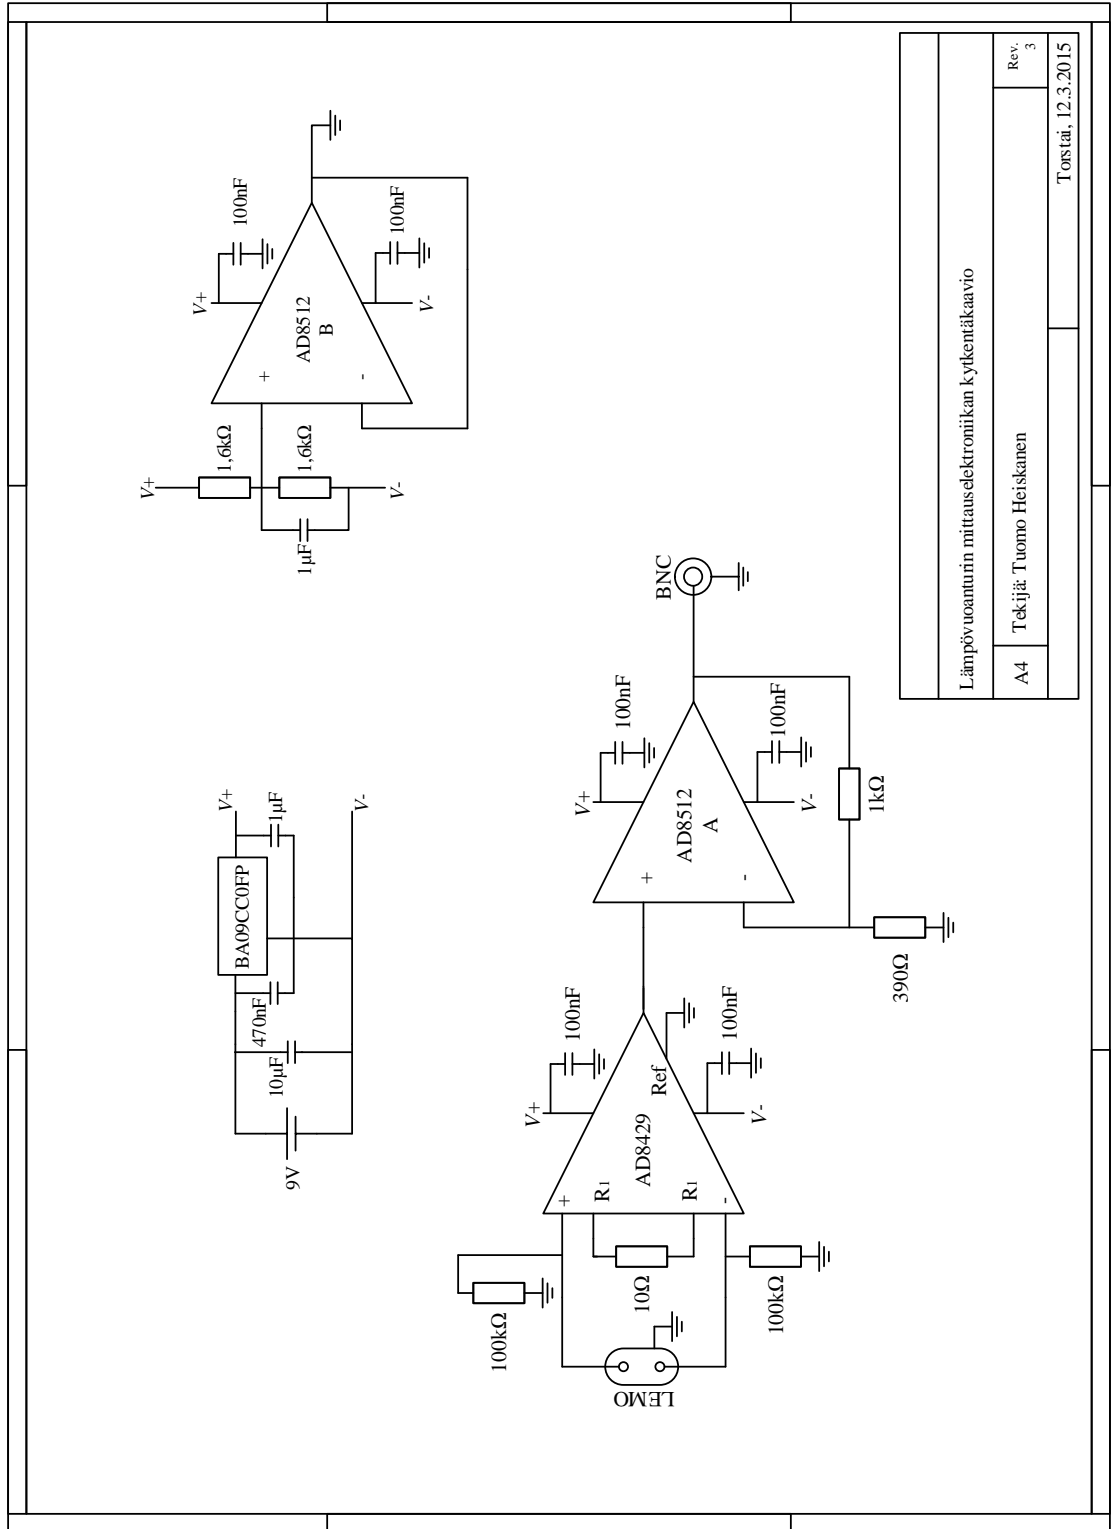 9V
10µF
470nF
BA09CC0FP
1µF
V+
V-
V+
1,6kΩ
1,6kΩ
1µF
V-
+
-
AD8512
B
V+
100nF
V-
100nF
LEMO
100kΩ
100kΩ
10Ω
+
R1
R1
-
AD8429
Ref
V+
100nF
V-
100nF
+
-
AD8512
A
V+
100nF
V-
100nF
390Ω
1kΩ
BNC
Lämpövuoanturin mittauselektroniikan kytkentäkaavio
A4
Tekijä: Tuomo Heiskanen
Rev.
3
Torstai, 12.3.2015